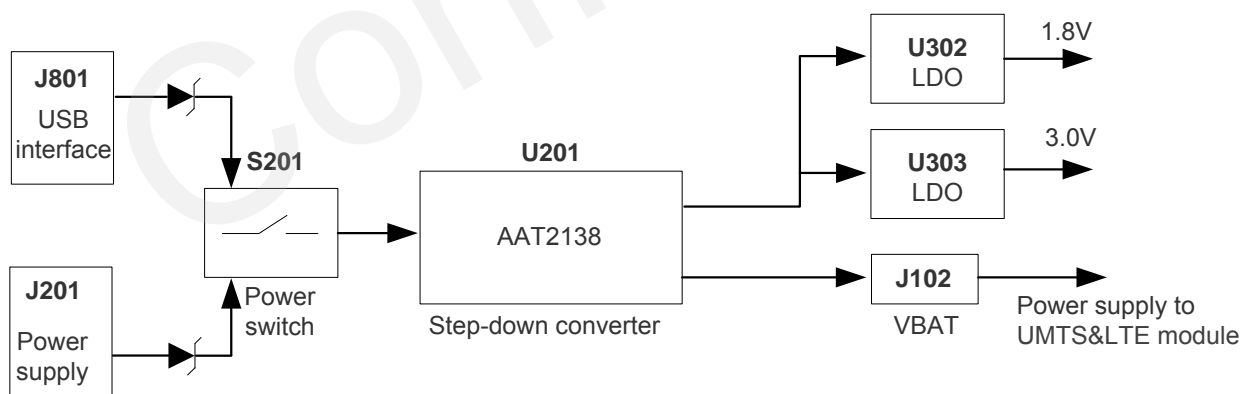 J801
USB
interface
S201
J201
Power
supply
Power
switch
U201
AAT2138
Step-down converter
U302
LDO
1.8V
U303
LDO
3.0V
J102
VBAT
Power supply to
UMTS&LTE module